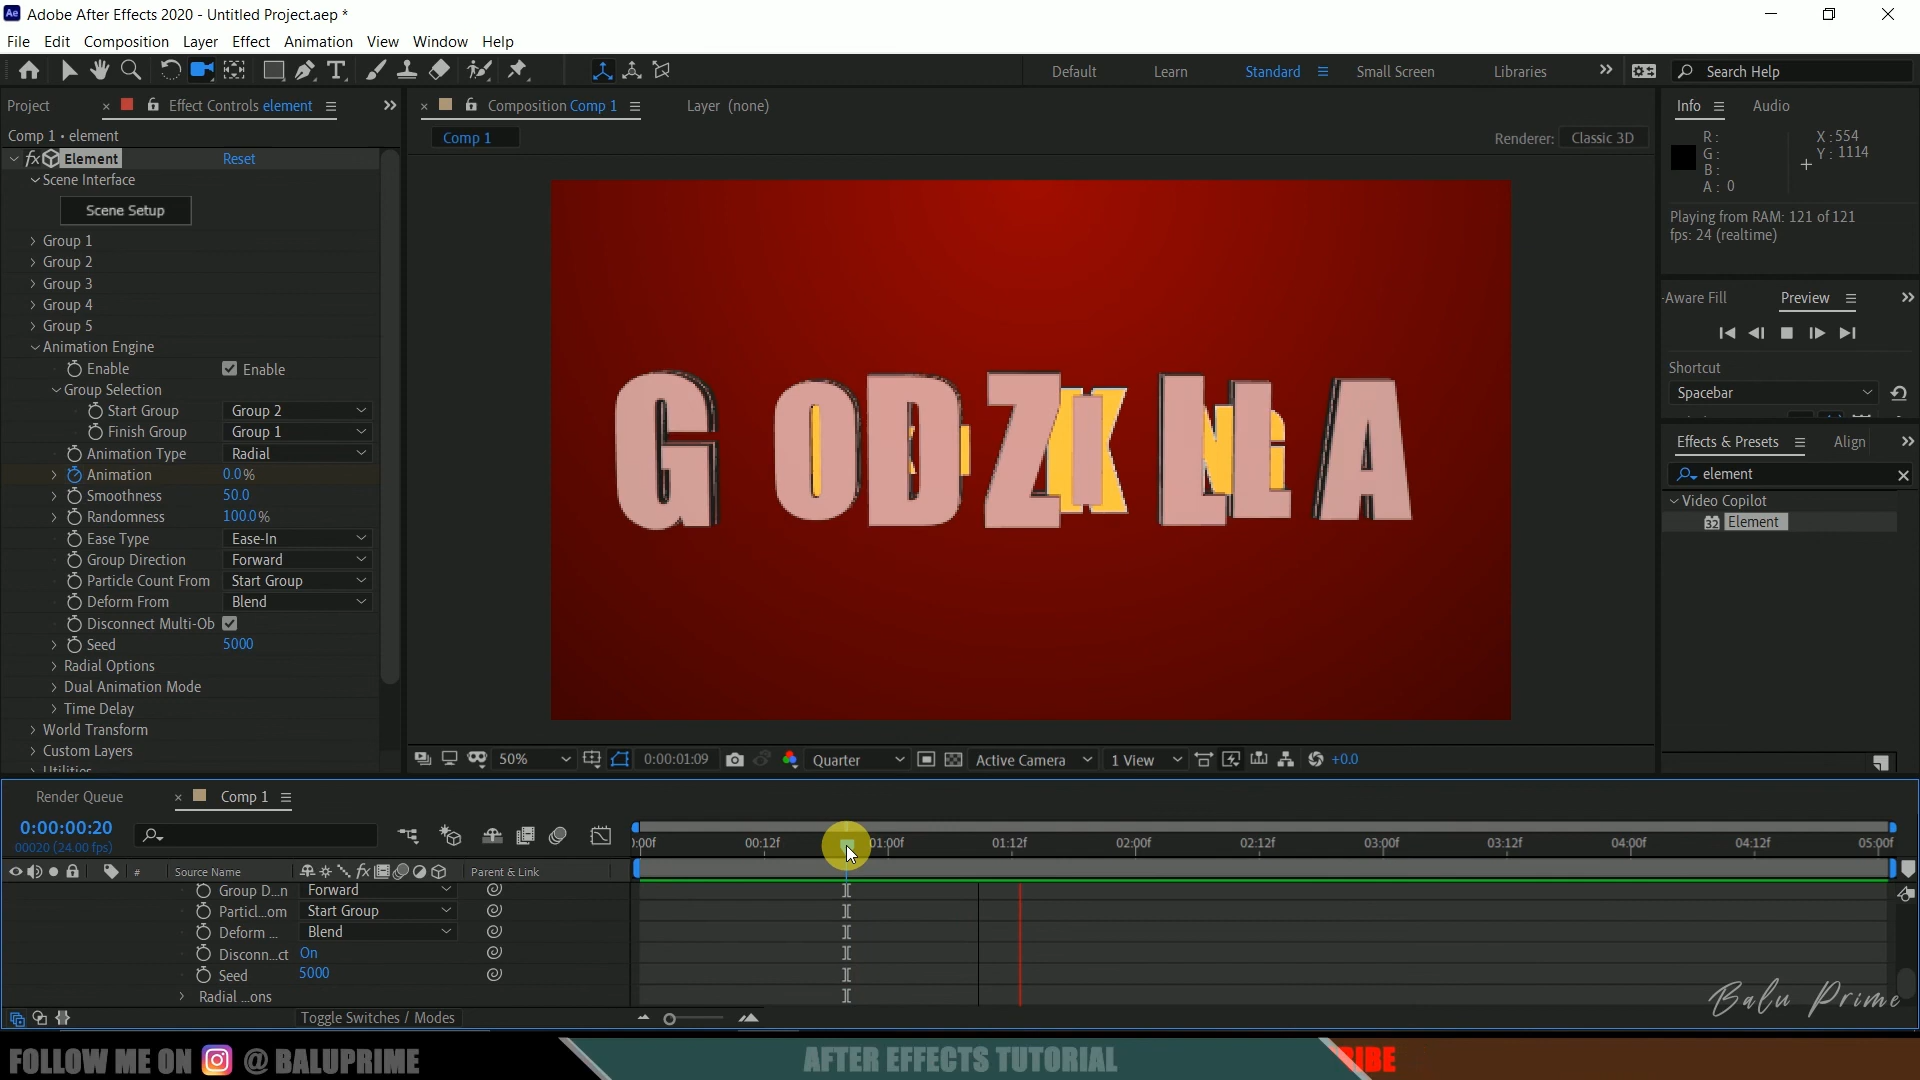 Ae Adobe After Effects 2020 - Untitled Project.aep *
File Edit Composition Layer Effect Animation View Window Help
Default Learn Standard Small Screen Libraries Search Help
Project Effect Controls element
Comp 1 • element
fx Element Reset
Scene Interface
Scene Setup
Group 1
Group 2
Group 3
Group 4
Group 5
Animation Engine
Enable Enable
Group Selection
Start Group Group 2
Finish Group Group 1
Animation Type Radial
Animation 0.0%
Smoothness 50.0
Randomness 100.0%
Ease Type Ease-In
Group Direction Forward
Particle Count From Start Group
Deform From Blend
Disconnect Multi-Ob
Seed 5000
Radial Options
Dual Animation Mode
Time Delay
World Transform
Custom Layers
Utilities
Composition Comp 1 Layer (none)
Comp 1 Renderer: Classic 3D
GODZILLA
50% 0:00:01:09 Quarter Active Camera 1 View +0.0
Info Audio
R: X: 554
G: Y: 1114
B:
A: 0
Playing from RAM: 121 of 121
fps: 24 (realtime)
-Aware Fill Preview
Shortcut
Spacebar
Effects & Presets Align
element
Video Copilot
32 Element
Render Queue Comp 1
0:00:00:20
00020 (24.00 fps)
):00f 00:12f 01:00f 01:12f 02:00f 02:12f 03:00f 03:12f 04:00f 04:12f 05:00f
# Source Name fx Parent & Link
Group D...n Forward
Particl...om Start Group
Deform ... Blend
Disconn...ct On
Seed 5000
Radial ...ons
Toggle Switches / Modes
Balu Prime
FOLLOW ME ON @ BALUPRIME AFTER EFFECTS TUTORIAL RIBE